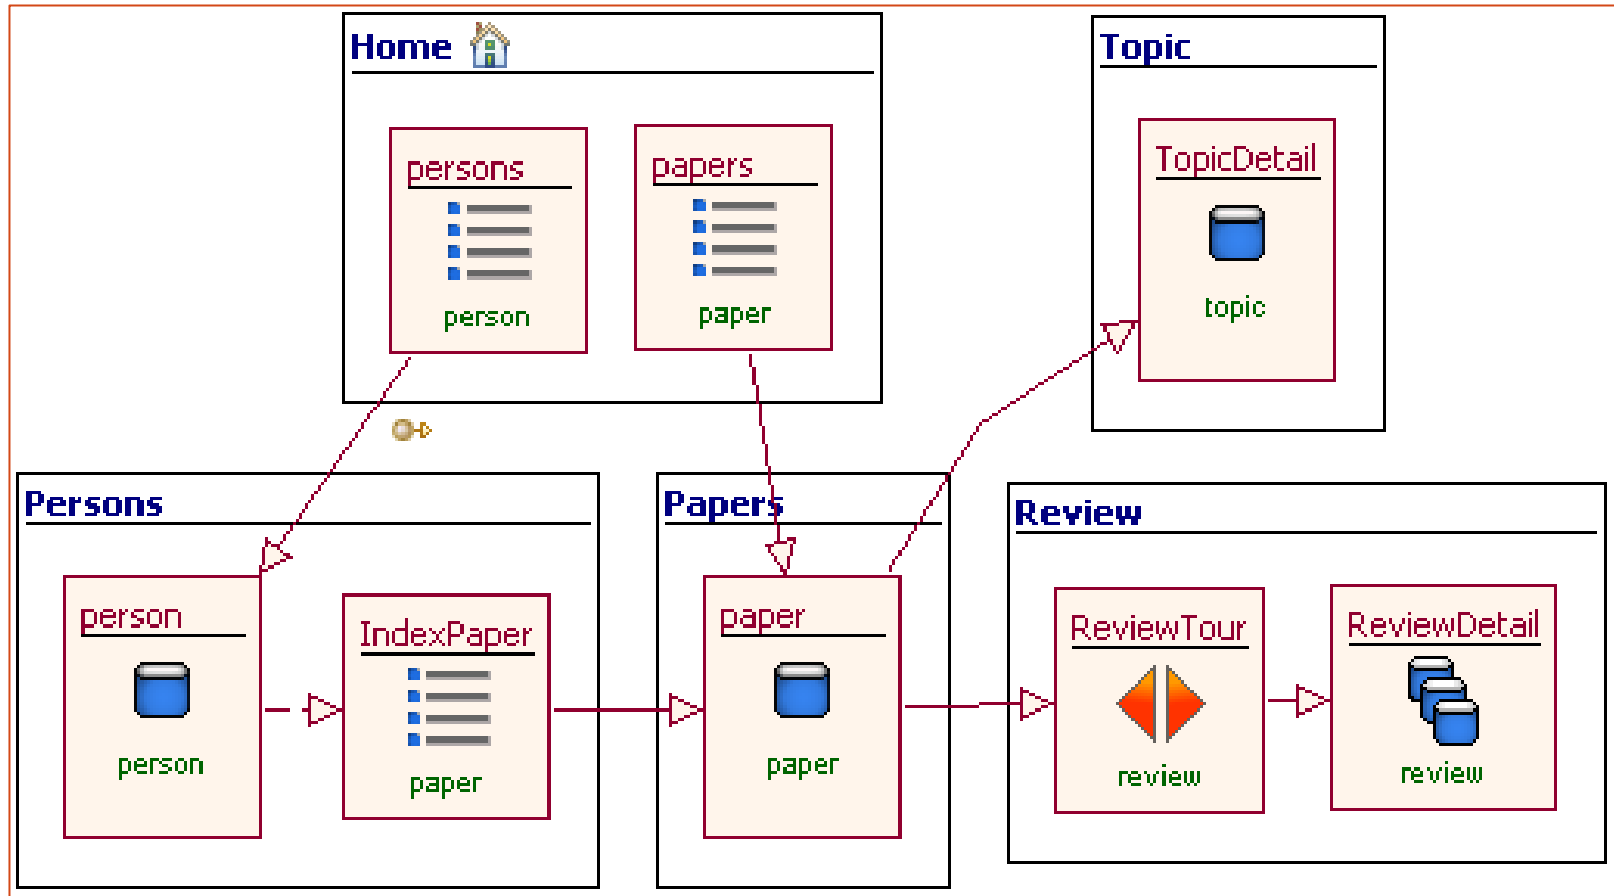 Home
persons
person
papers
paper
Topic
TopicDetail
topic
Persons
person
person
IndexPaper
paper
Papers
paper
paper
Review
ReviewTour
review
ReviewDetail
review